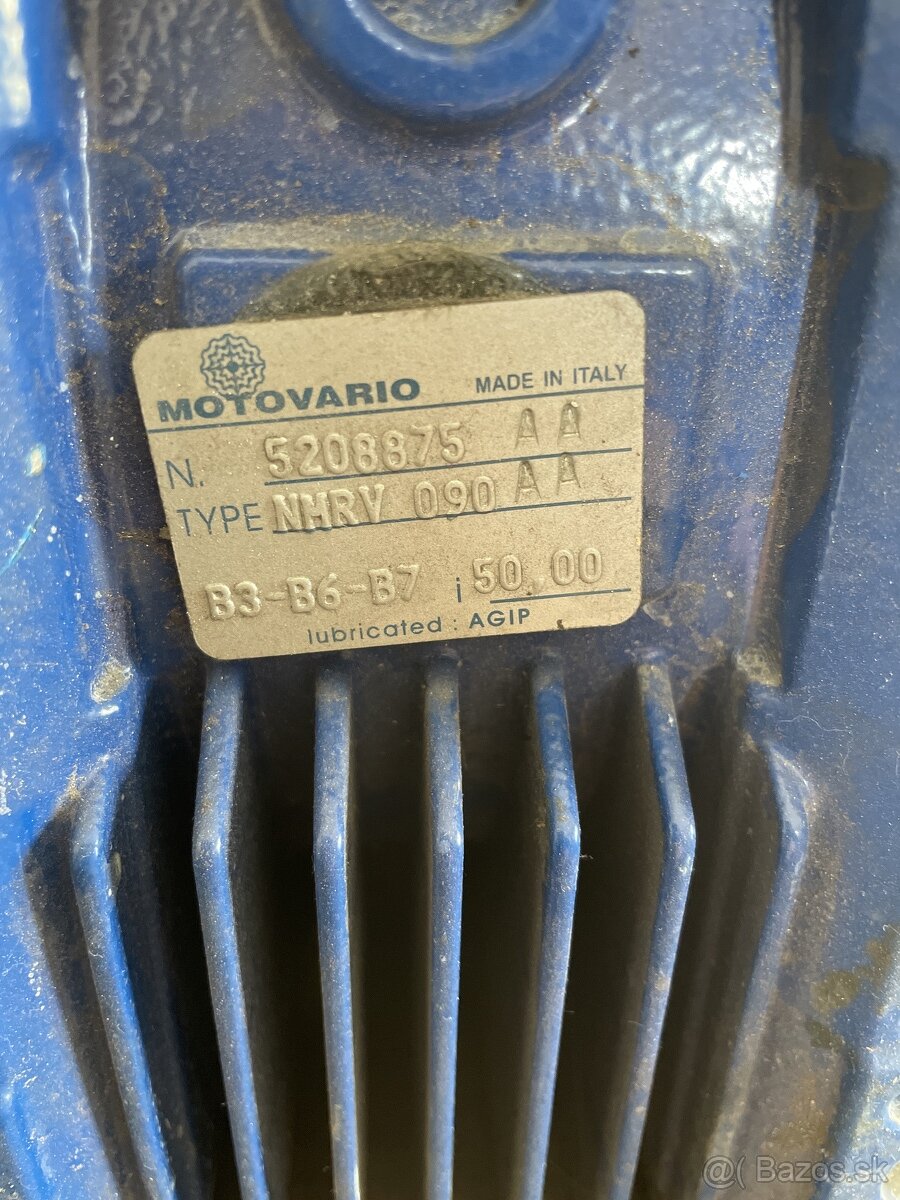 MOTOVARIO MADE IN ITALY
N. 5208875 AA
TYPE NMRV 090 AA
B3-B6-B7 i 50.00
lubricated : AGIP
@( Bazos.sk